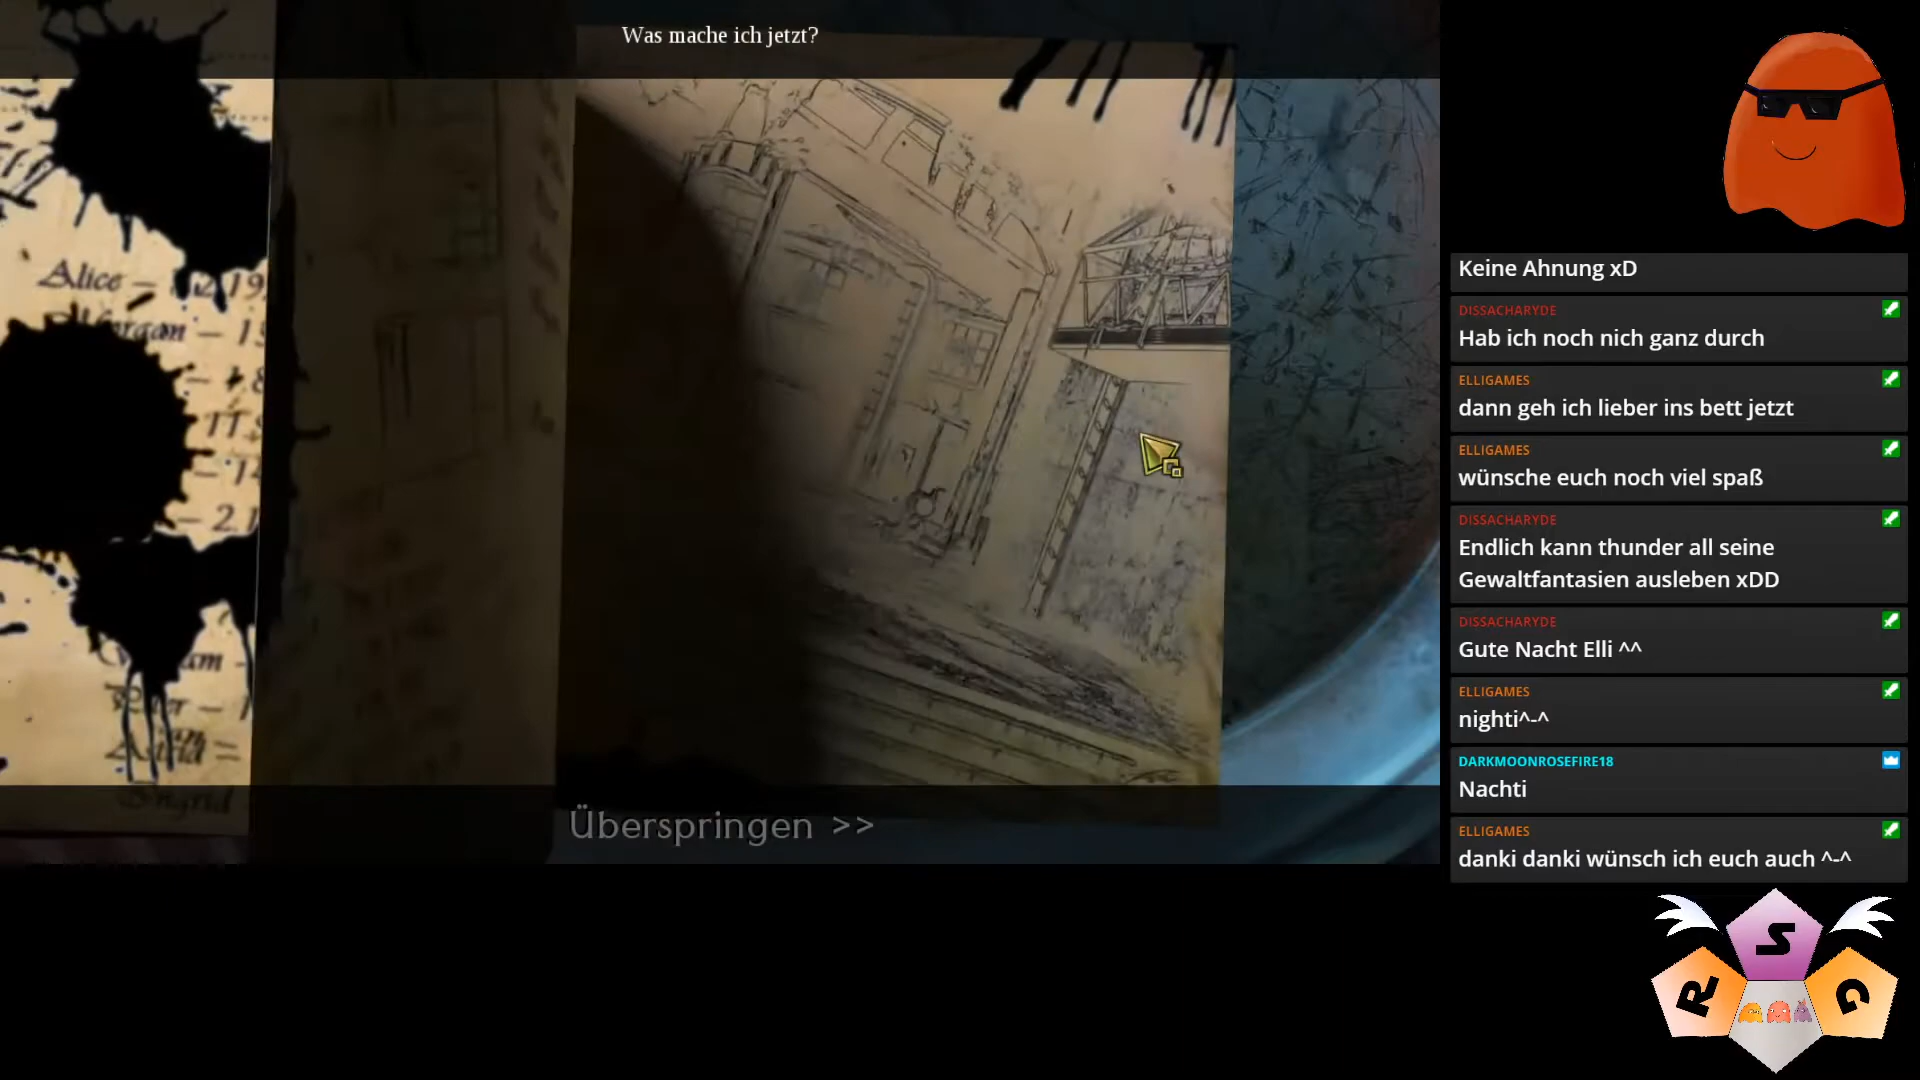 Was mache ich jetzt?
Alice –
– 2.1
Überspringen >>
Keine Ahnung xD
DISSACHARYDE
Hab ich noch nich ganz durch
ELLIGAMES
dann geh ich lieber ins bett jetzt
ELLIGAMES
wünsche euch noch viel spaß
DISSACHARYDE
Endlich kann thunder all seine
Gewaltfantasien ausleben xDD
DISSACHARYDE
Gute Nacht Elli ^^
ELLIGAMES
nighti^-^
DARKMOONROSEFIRE18
Nachti
ELLIGAMES
danki danki wünsch ich euch auch ^-^
R S G